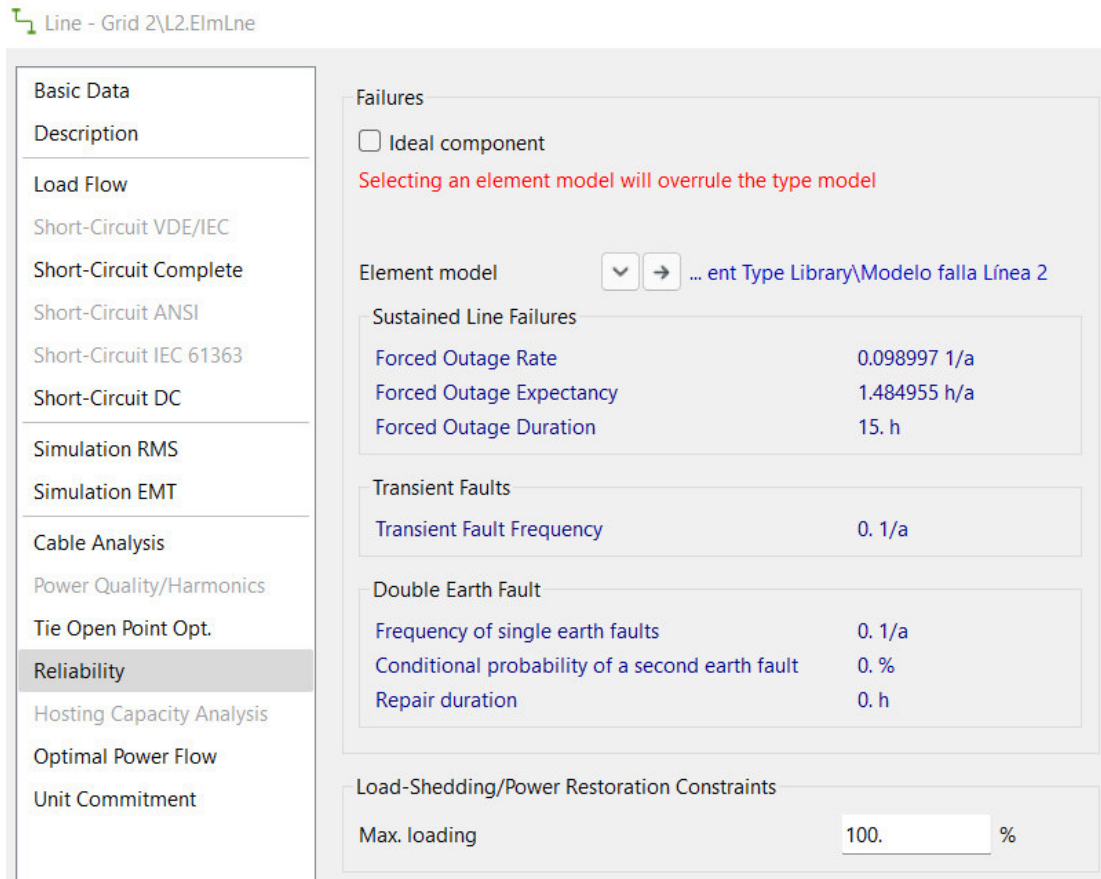 Line - Grid 2\L2.ElmLne
Basic Data
Description
Load Flow
Short-Circuit VDE/IEC
Short-Circuit Complete
Short-Circuit ANSI
Short-Circuit IEC 61363
Short-Circuit DC
Simulation RMS
Simulation EMT
Cable Analysis
Power Quality/Harmonics
Tie Open Point Opt.
Reliability
Hosting Capacity Analysis
Optimal Power Flow
Unit Commitment
Failures
Ideal component
Selecting an element model will overrule the type model
Element model ... ent Type Library\Modelo falla Línea 2
Sustained Line Failures
Forced Outage Rate 0.098997 1/a
Forced Outage Expectancy 1.484955 h/a
Forced Outage Duration 15. h
Transient Faults
Transient Fault Frequency 0. 1/a
Double Earth Fault
Frequency of single earth faults 0. 1/a
Conditional probability of a second earth fault 0. %
Repair duration 0. h
Load-Shedding/Power Restoration Constraints
Max. loading 100. %